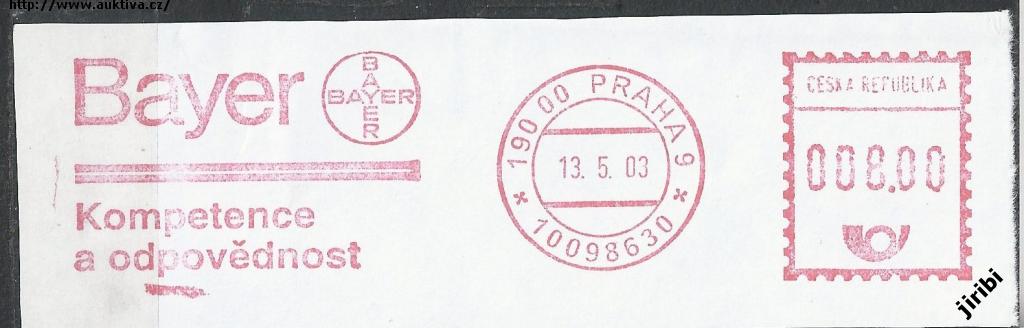 http://www.auktiva.cz/
Bayer
BAYER
BAYER
Kompetence
a odpovědnost
190 00 PRAHA 9
13. 5. 03
* 10098630 *
ČESKÁ REPUBLIKA
008.00
jiribi